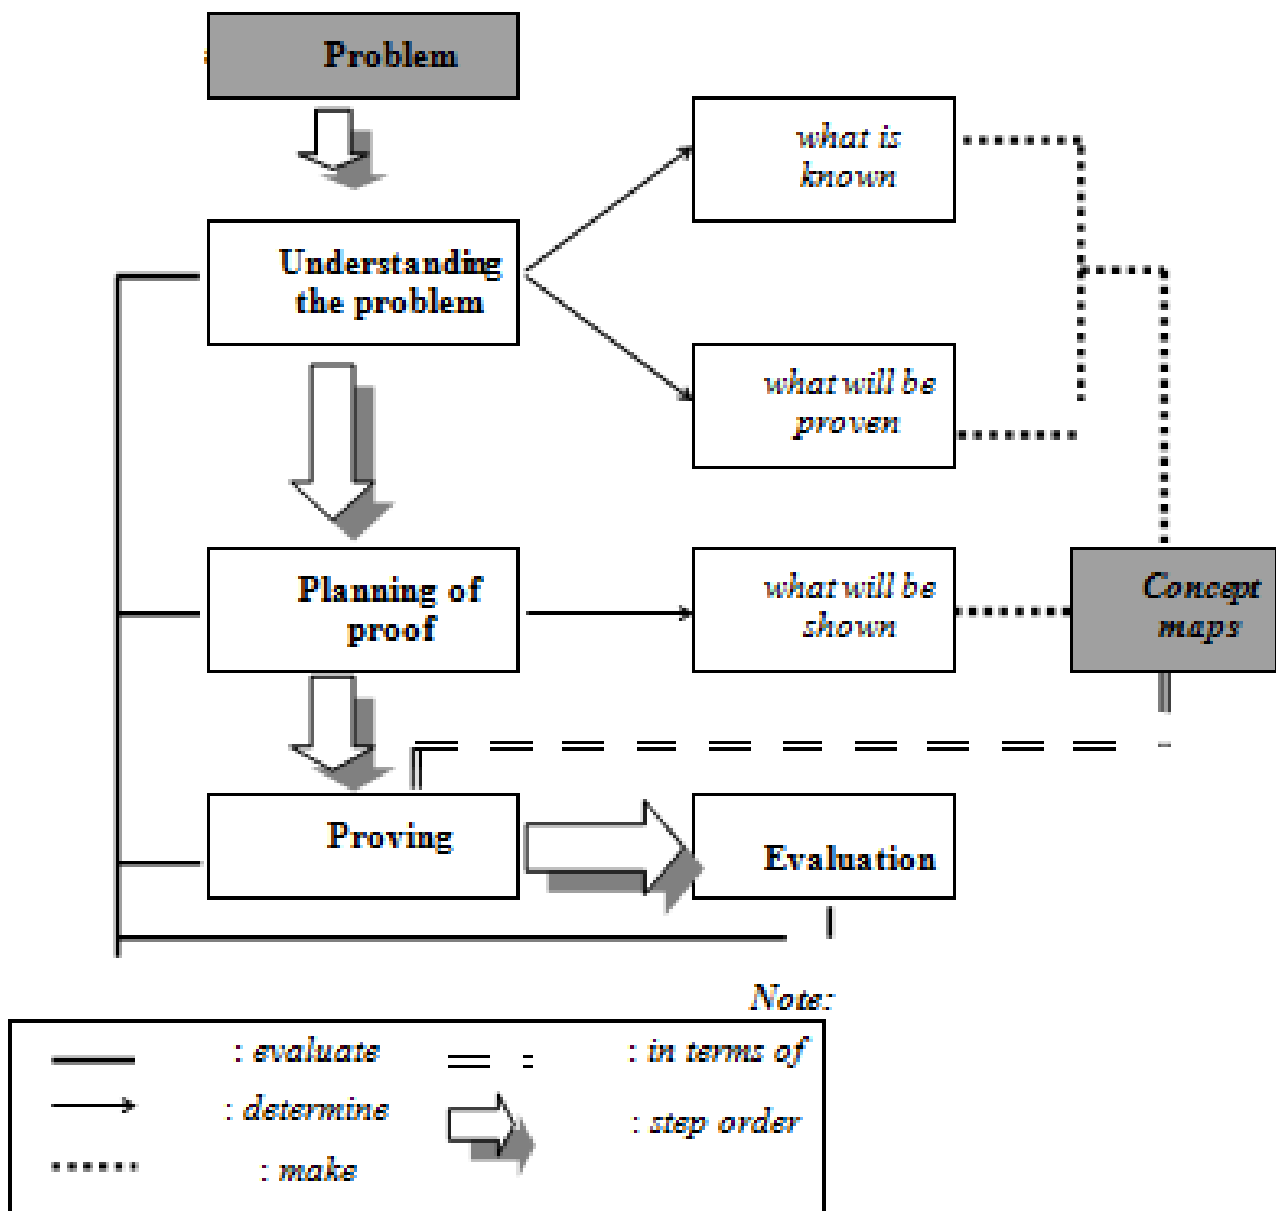 Problem
what is
known
Understanding
the problem
what will be
proven
Planning of
proof
what will be
shown
Concept
maps
Proving
Evaluation
Note:
: evaluate
: in terms of
: determine
: step order
: make